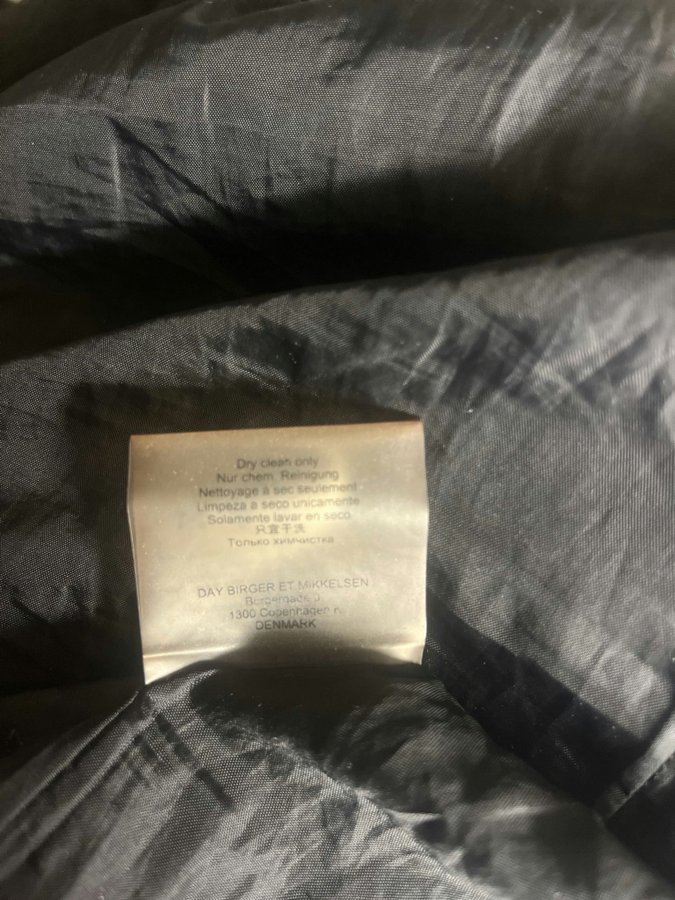 Dry clean only
Nur chem. Reinigung
Nettoyage à sec seulement
Limpeza a seco unicamente
Solamente lavar en seco
只宜干洗
Только химчистка
DAY BIRGER ET MIKKELSEN
1300 Copenhagen
DENMARK